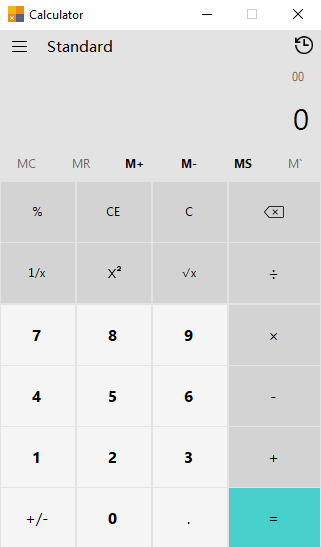 Calculator
Standard
00
0
MC MR M+ M- MS M`
% CE C
1/x X² √x ÷
7 8 9 ×
4 5 6 -
1 2 3 +
+/- 0 . =